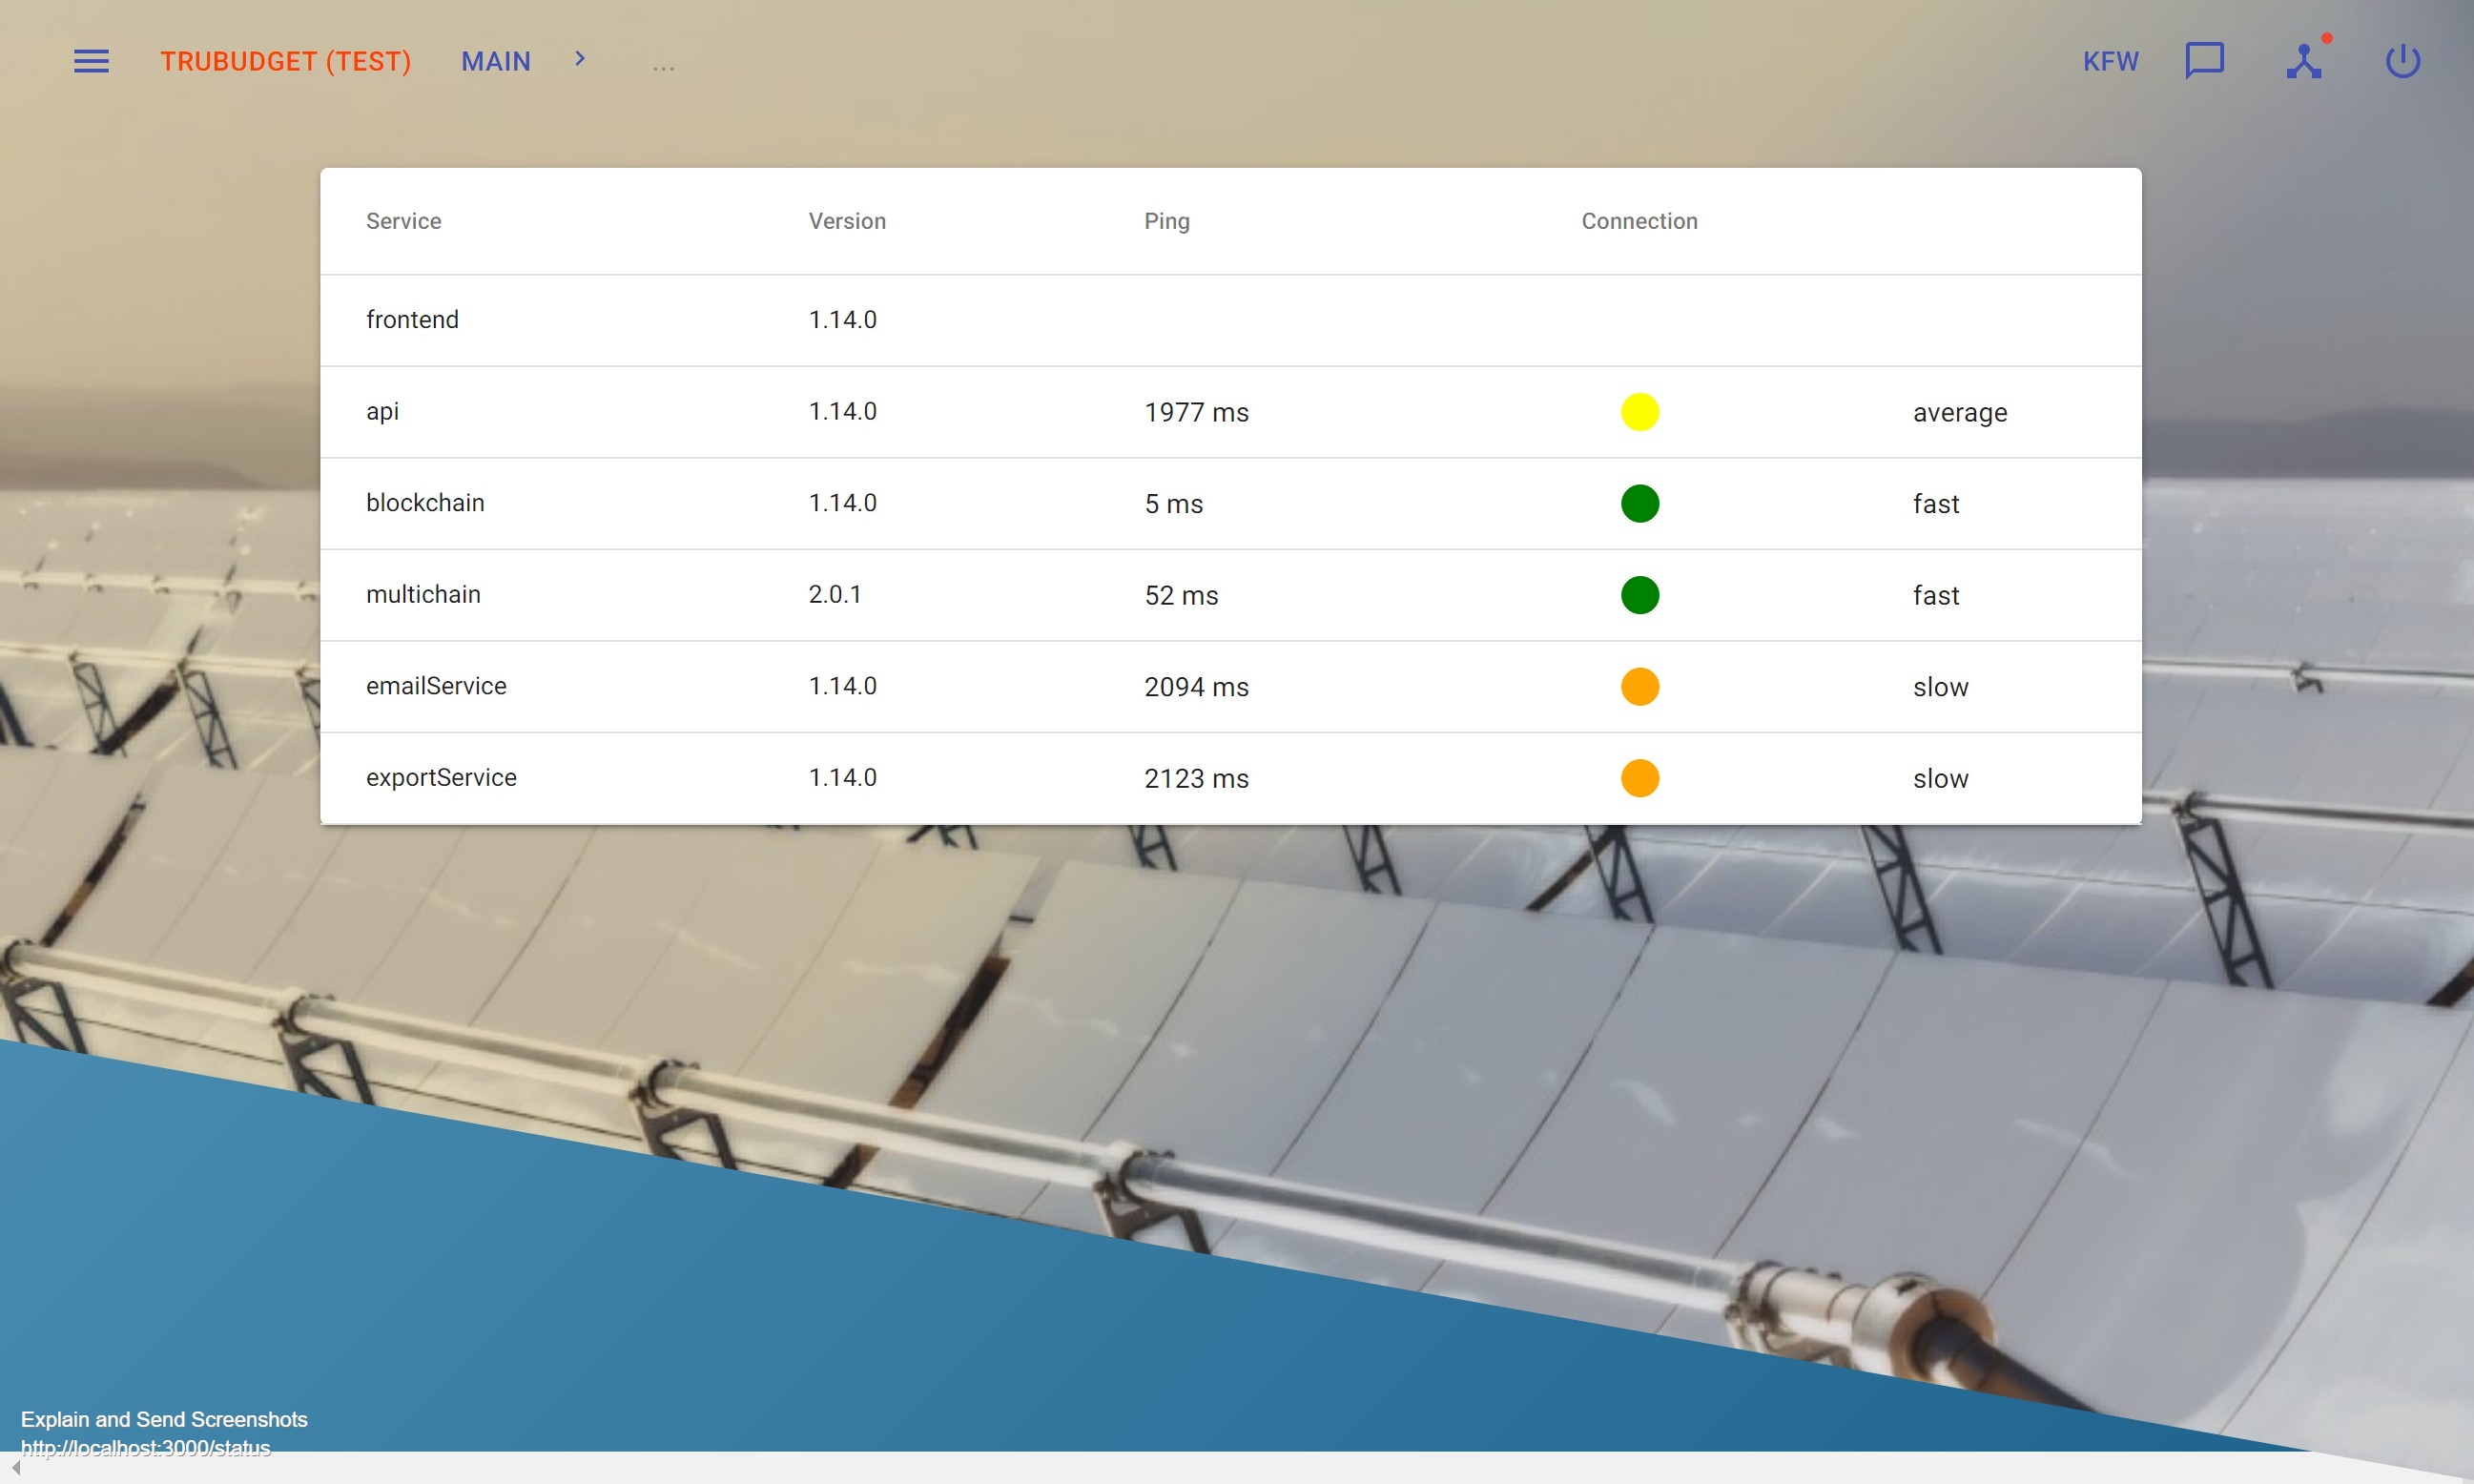 TRUBUDGET (TEST) MAIN > ... KFW
Service Version Ping Connection
frontend 1.14.0
api 1.14.0 1977 ms average
blockchain 1.14.0 5 ms fast
multichain 2.0.1 52 ms fast
emailService 1.14.0 2094 ms slow
exportService 1.14.0 2123 ms slow
Explain and Send Screenshots
http://localhost:3000/status